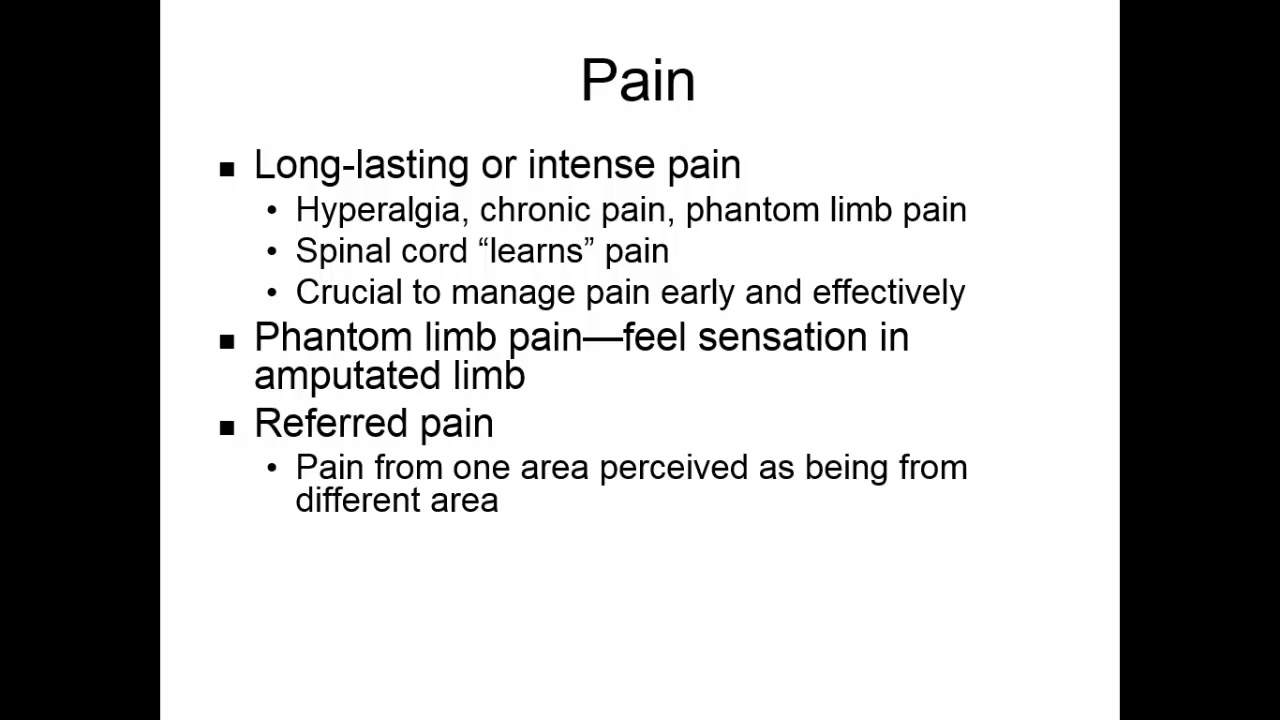 Pain
▪ Long-lasting or intense pain
• Hyperalgia, chronic pain, phantom limb pain
• Spinal cord “learns” pain
• Crucial to manage pain early and effectively
▪ Phantom limb pain—feel sensation in
amputated limb
▪ Referred pain
• Pain from one area perceived as being from
different area